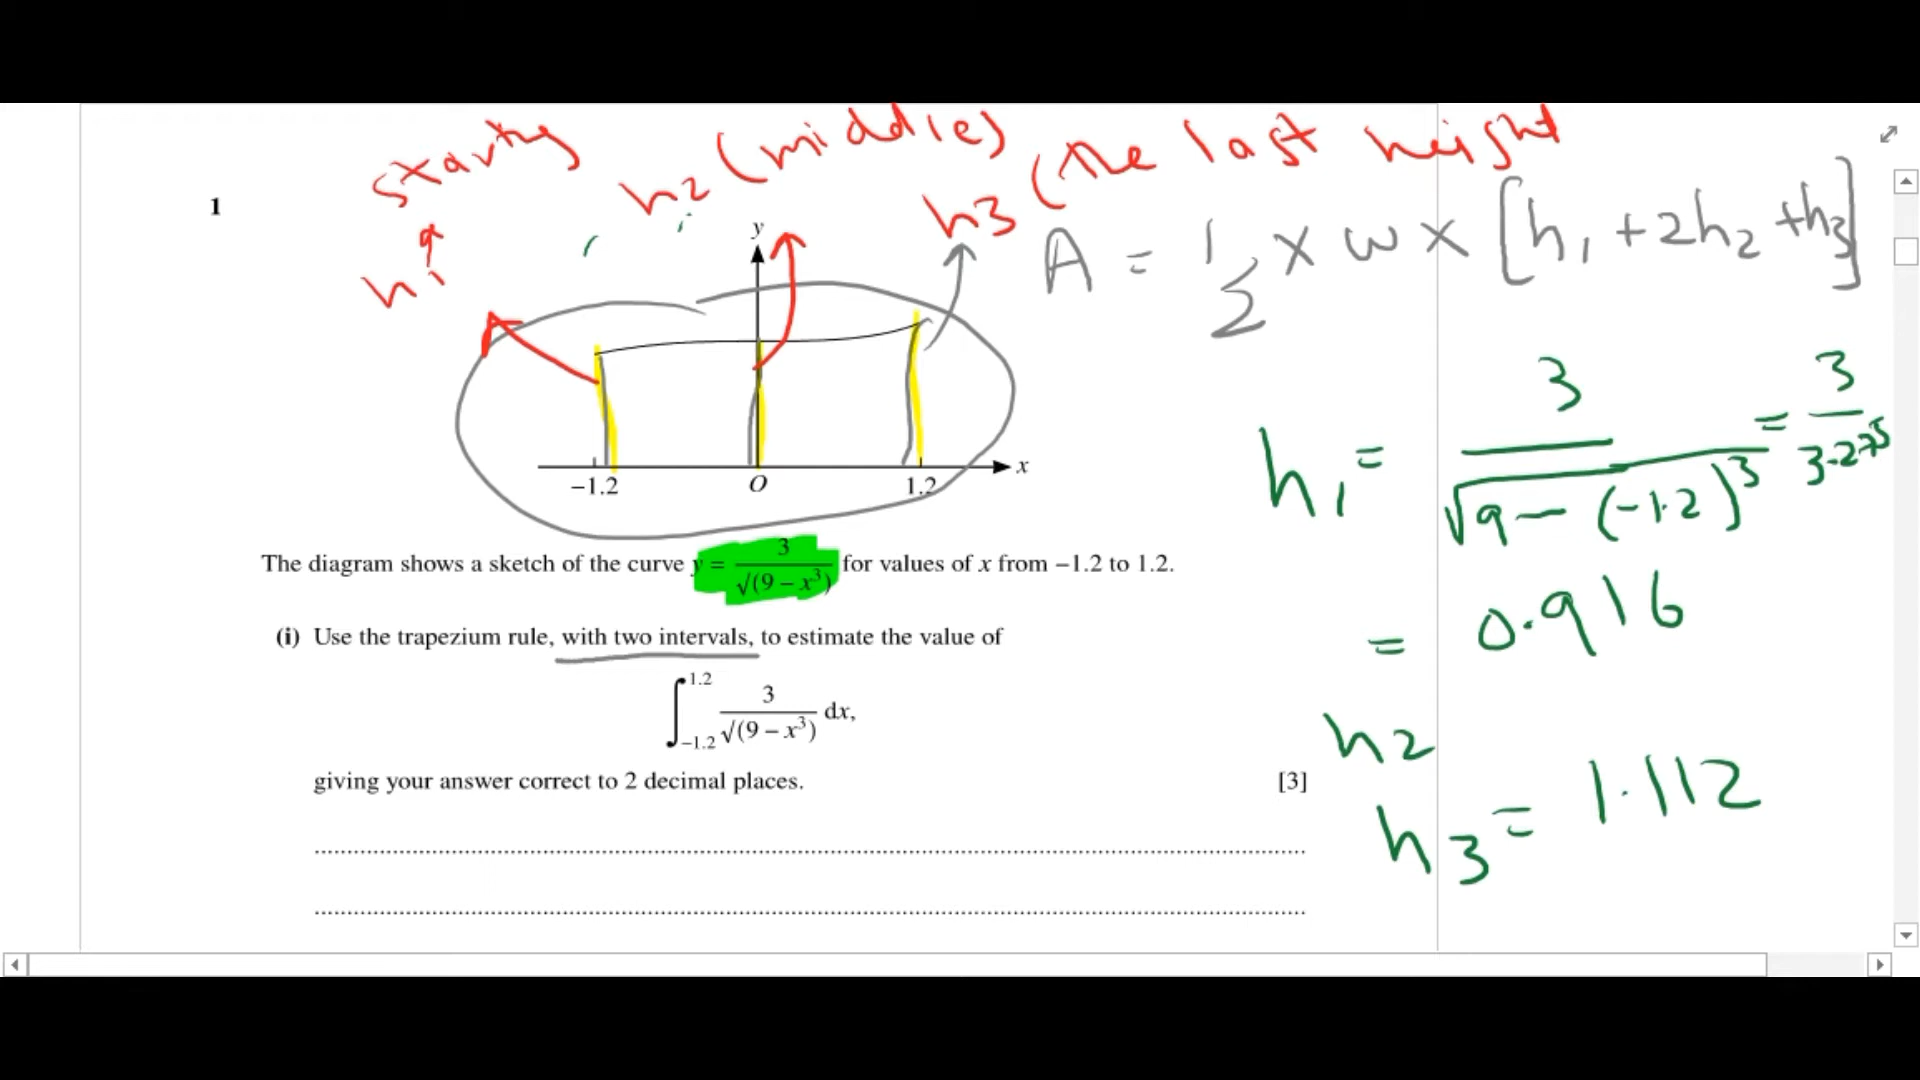 starting
h2 (middle)
h3 (the last height
h1
A = 1/2 x w x [h1 + 2h2 + h3]
1
y
x
−1.2
O
1.2
h1 = 3/√9 − (−1.2)^3 = 3/3.275
= 0.916
h2
h3 = 1.112
The diagram shows a sketch of the curve y = 3/√(9 − x³) for values of x from −1.2 to 1.2.
(i) Use the trapezium rule, with two intervals, to estimate the value of
∫_{−1.2}^{1.2} 3/√(9 − x³) dx,
giving your answer correct to 2 decimal places. [3]